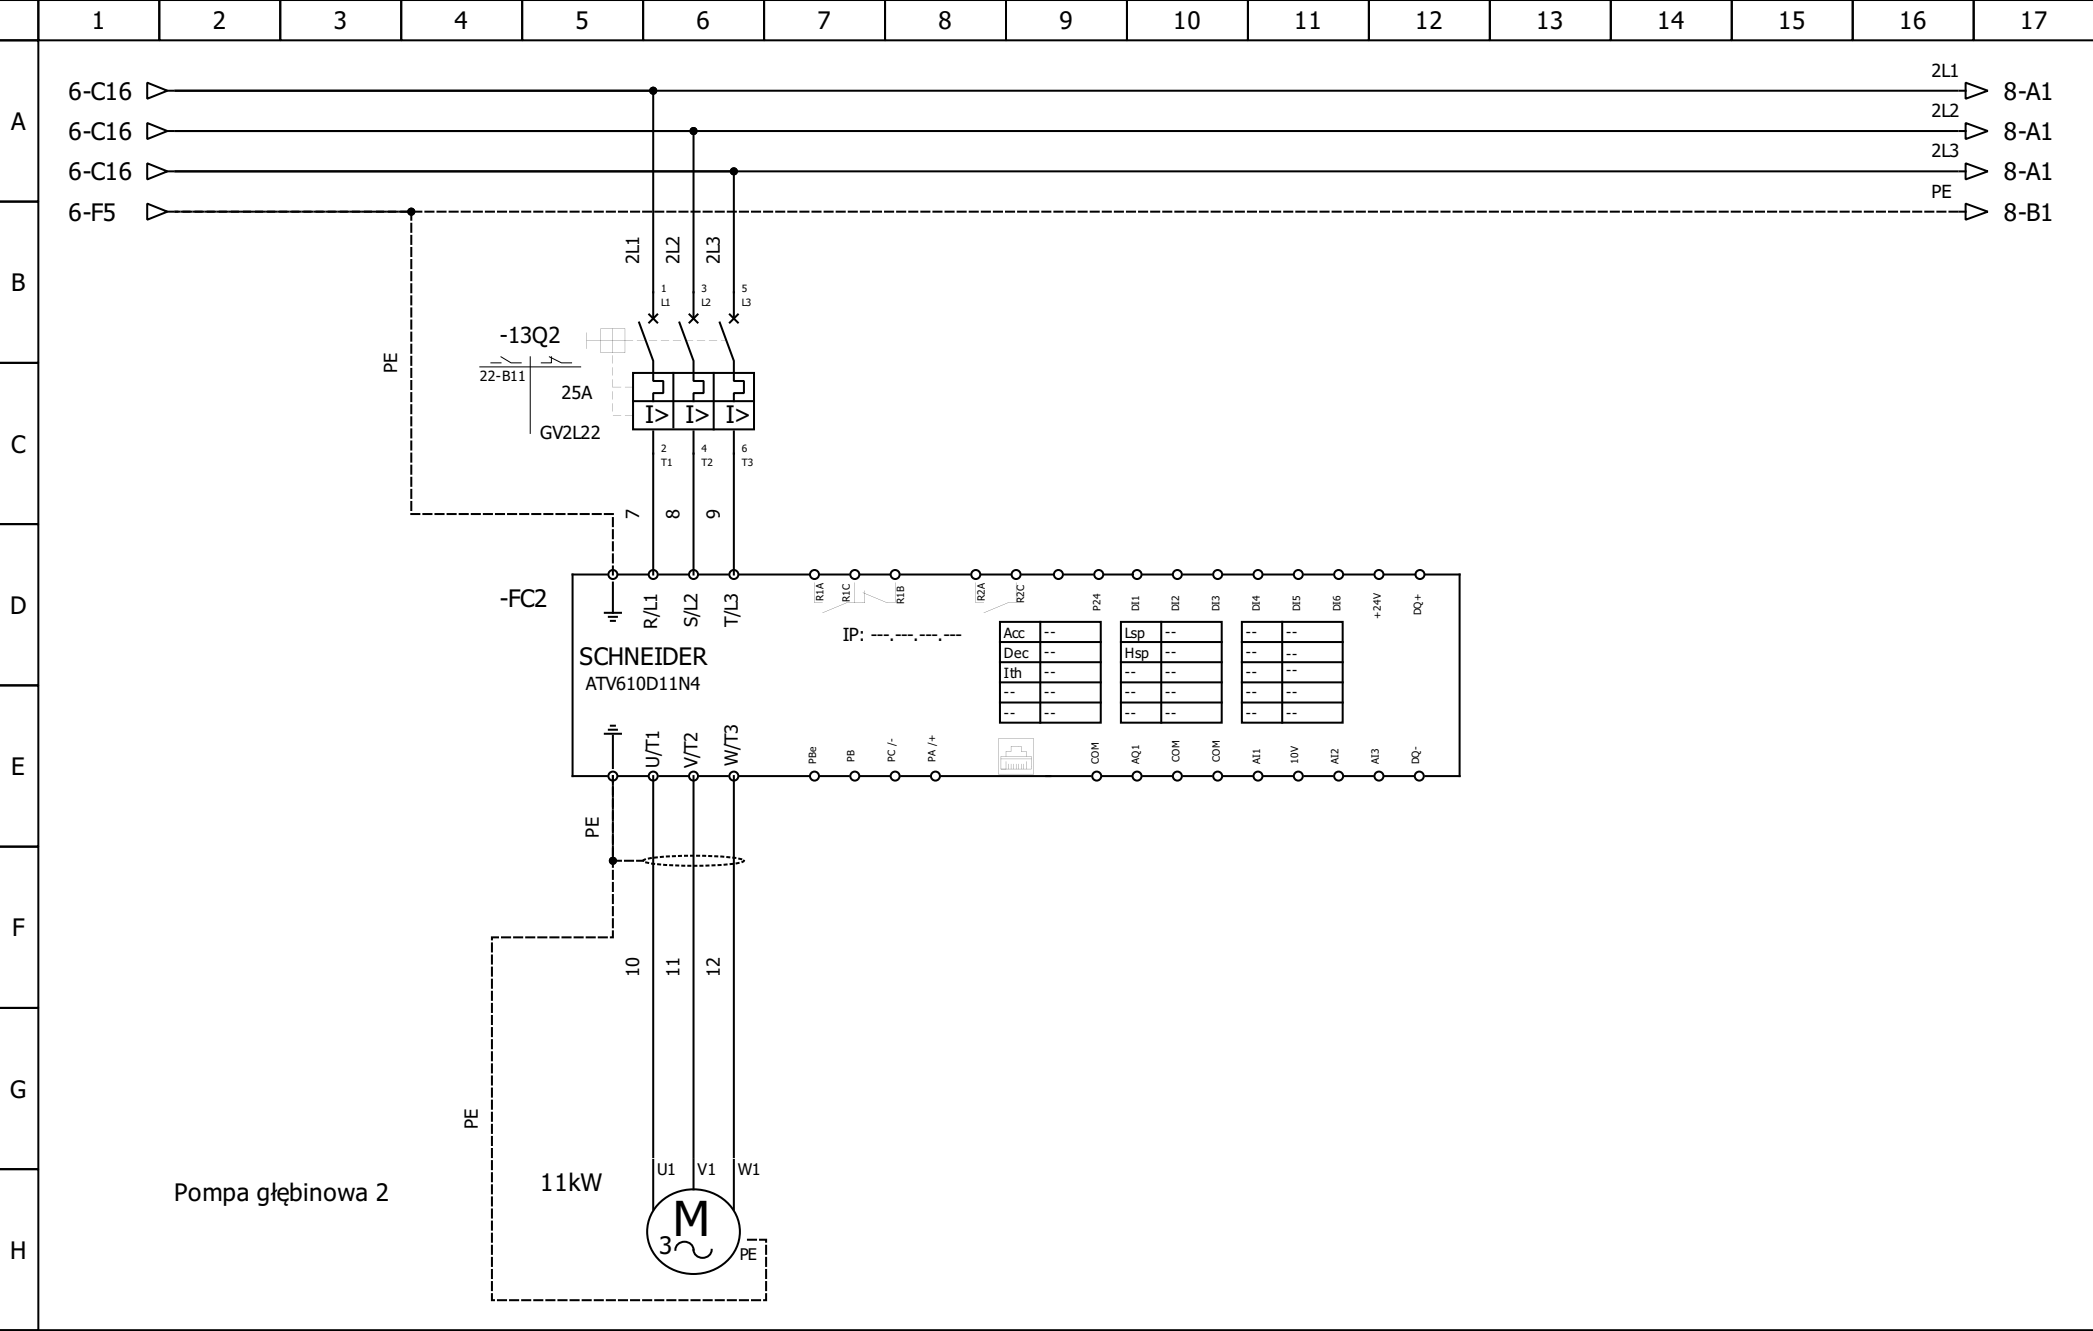 1 2 3 4 5 6 7 8 9 10 11 12 13 14 15 16 17
A
B
C
D
E
F
G
H
6-C16 2L1 8-A1
6-C16 2L2 8-A1
6-C16 2L3 8-A1
6-F5 PE 8-B1
2L1 2L2 2L3
1 3 5
L1 L2 L3
-13Q2
PE
22-B11
25A
I> I> I>
GV2L22
2 4 6
T1 T2 T3
7 8 9
-FC2
R/L1 S/L2 T/L3
R1A R1C R1B R2A R2C P24 DI1 DI2 DI3 DI4 DI5 DI6 +24V DQ+
IP: ---.---.---.---
SCHNEIDER
ATV610D11N4
Acc --
Dec --
Ith --
-- --
-- --
Lsp --
Hsp --
-- --
-- --
-- --
-- --
-- --
-- --
-- --
-- --
U/T1 V/T2 W/T3
PBe PB PC /- PA /+ COM AQ1 COM COM AI1 10V AI2 AI3 DQ-
PE
10 11 12
PE
U1 V1 W1
11kW
Pompa głębinowa 2
M
3
PE